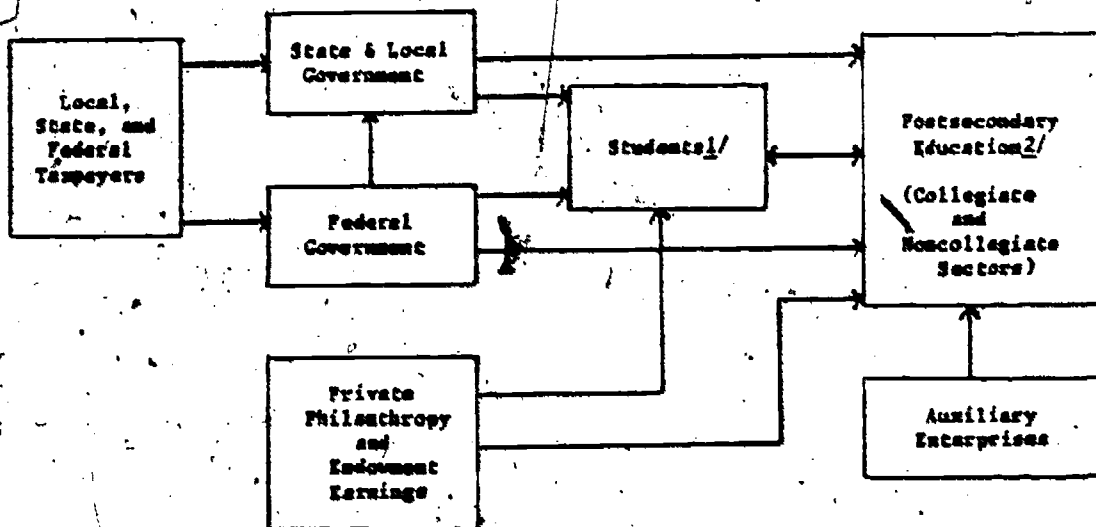 State & Local
Government
Local,
State, and
Federal
Taxpayers
Students1/
Postsecondary
Education2/
(Collegiate
and
Noncollegiate
Sectors)
Federal
Government
Private
Philanthropy
and
Endowment
Earnings
Auxiliary
Enterprises